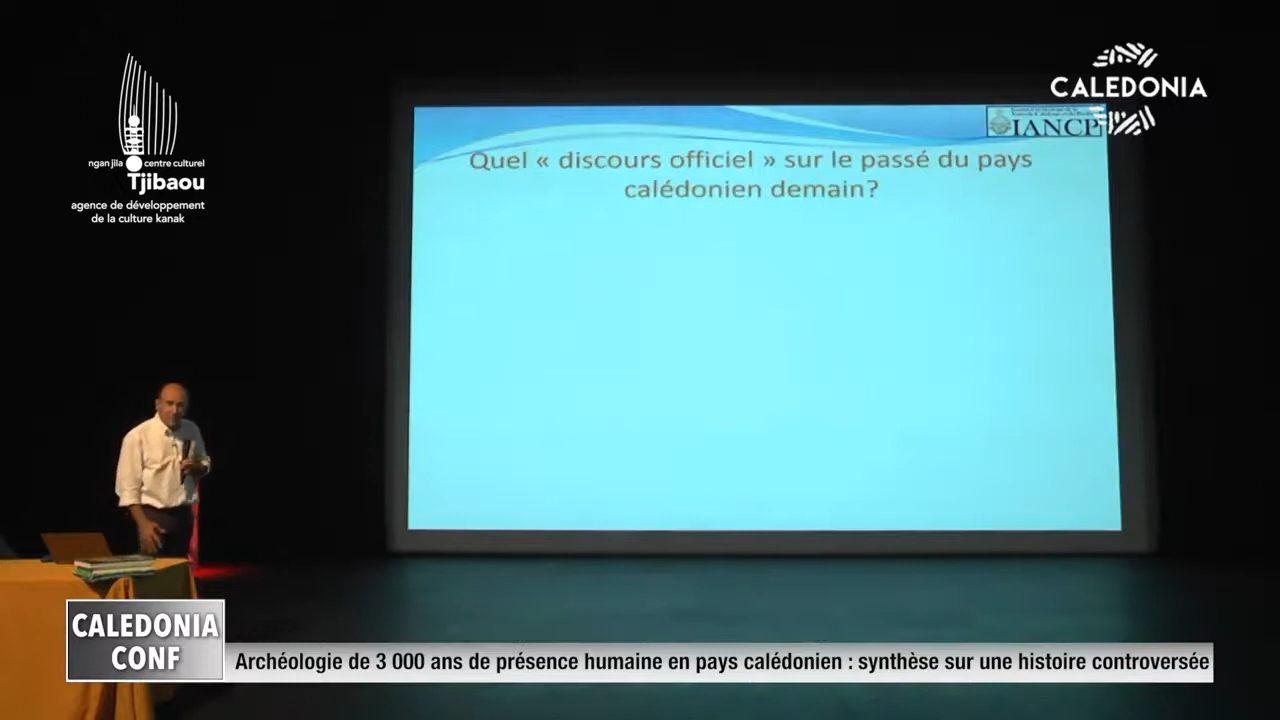 ngan jila centre culturel
Tjibaou
agence de développement
de la culture kanak
CALEDONIA
IANCP
Quel « discours officiel » sur le passé du pays
calédonien demain?
CALEDONIA
CONF
Archéologie de 3 000 ans de présence humaine en pays calédonien : synthèse sur une histoire controversée